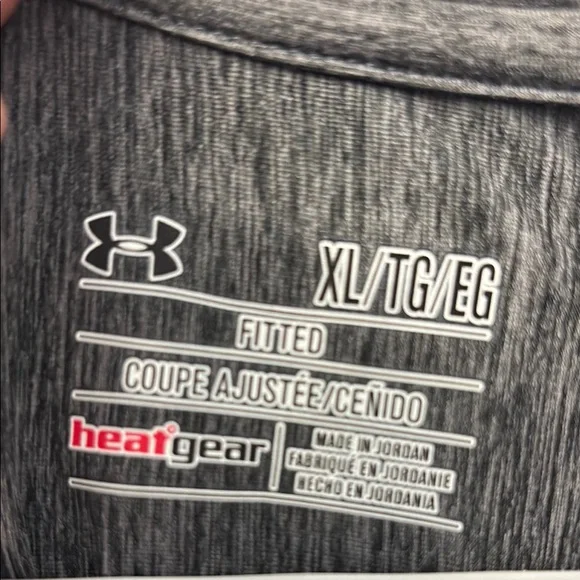 XL/TG/EG
FITTED
COUPE AJUSTÉE/CEÑIDO
heatgear
MADE IN JORDAN
FABRIQUÉ EN JORDANIE
HECHO EN JORDANIA